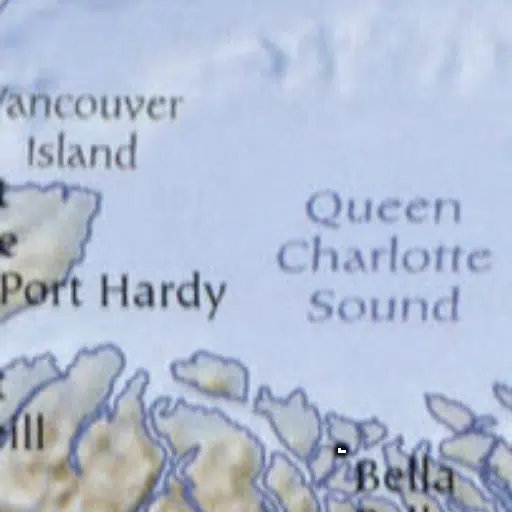 Vancouver
Island
Queen
Charlotte
Sound
Port Hardy
Bella